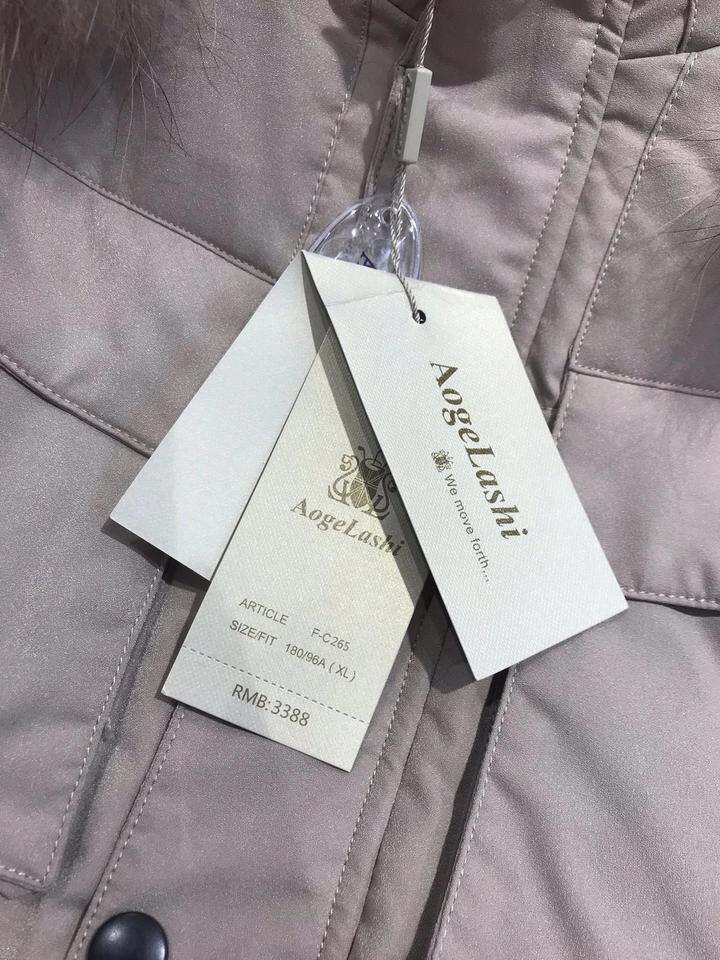 AogeLashi
We move forth...
AogeLashi
ARTICLE F-C265
SIZE/FIT 180/96A ( XL )
RMB:3388